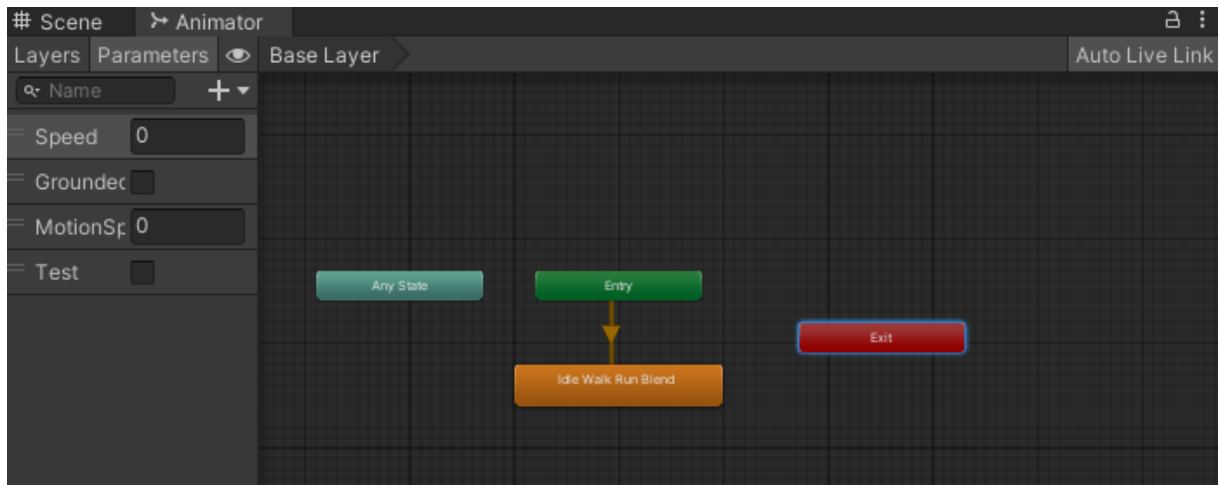 Scene Animator
Layers Parameters Base Layer Auto Live Link
Name
Speed 0
Grounded
MotionSp 0
Test
Any State
Entry
Exit
Idle Walk Run Blend